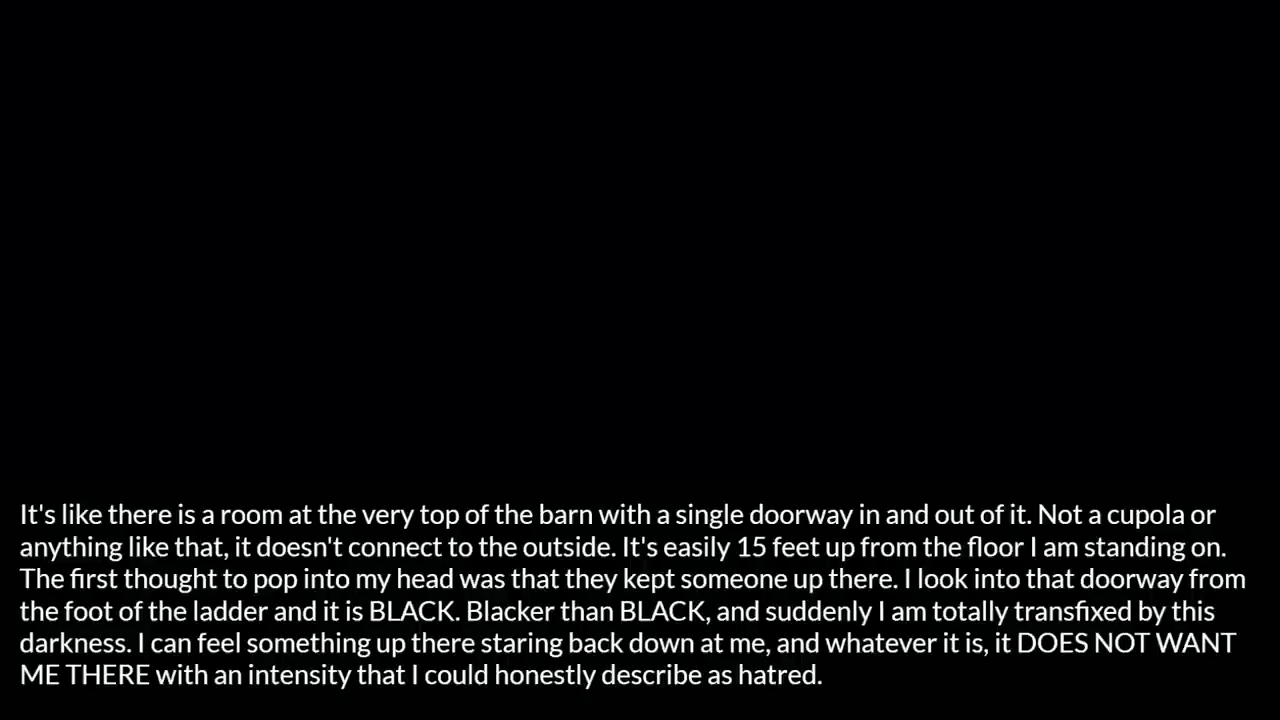 It's like there is a room at the very top of the barn with a single doorway in and out of it. Not a cupola or
anything like that, it doesn't connect to the outside. It's easily 15 feet up from the floor I am standing on.
The first thought to pop into my head was that they kept someone up there. I look into that doorway from
the foot of the ladder and it is BLACK. Blacker than BLACK, and suddenly I am totally transfixed by this
darkness. I can feel something up there staring back down at me, and whatever it is, it DOES NOT WANT
ME THERE with an intensity that I could honestly describe as hatred.